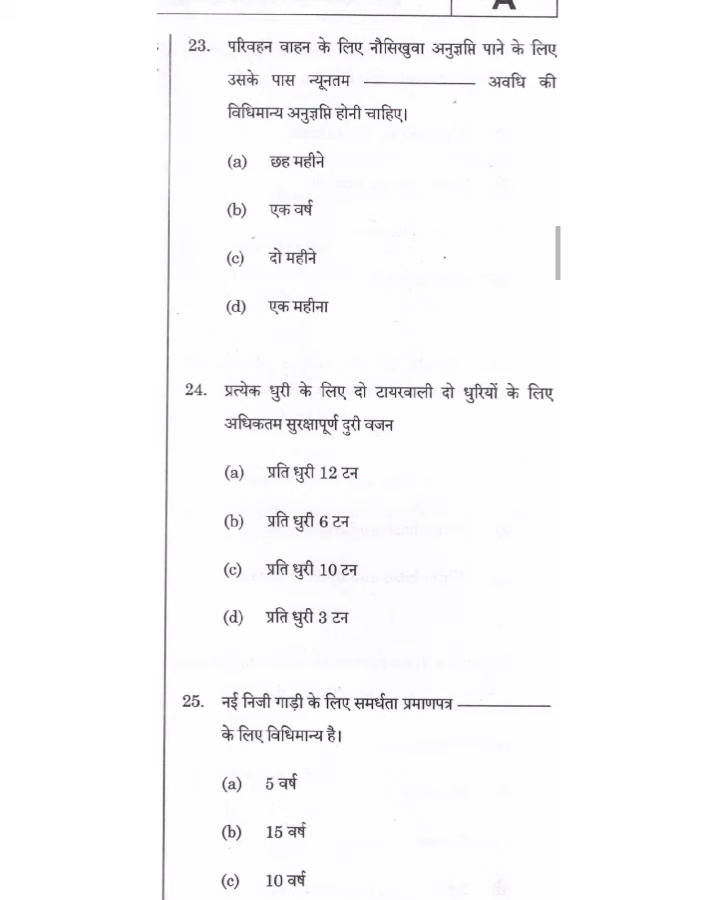 A
23. परिवहन वाहन के लिए नौसिखुवा अनुज्ञप्ति पाने के लिए
उसके पास न्यूनतम ———— अवधि की
विधिमान्य अनुज्ञप्ति होनी चाहिए।
(a) छह महीने
(b) एक वर्ष
(c) दो महीने
(d) एक महीना
24. प्रत्येक धुरी के लिए दो टायरवाली दो धुरियों के लिए
अधिकतम सुरक्षापूर्ण दुरी वजन
(a) प्रति धुरी 12 टन
(b) प्रति धुरी 6 टन
(c) प्रति धुरी 10 टन
(d) प्रति धुरी 3 टन
25. नई निजी गाड़ी के लिए समर्धता प्रमाणपत्र ————
के लिए विधिमान्य है।
(a) 5 वर्ष
(b) 15 वर्ष
(c) 10 वर्ष